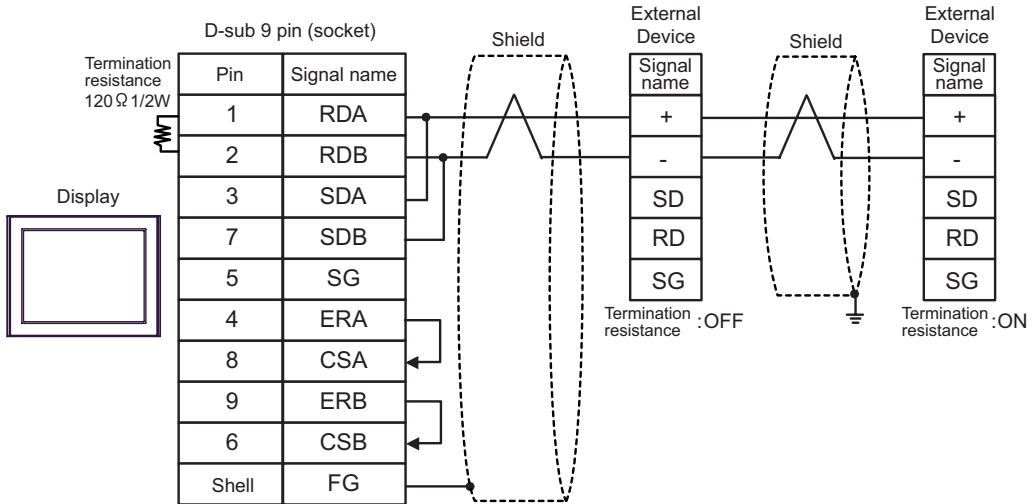 D-sub 9 pin (socket)
Shield
External
Device
Shield
External
Device
Termination
resistance
120Ω 1/2W
Display
Pin Signal name
1 RDA
2 RDB
3 SDA
7 SDB
5 SG
4 ERA
8 CSA
9 ERB
6 CSB
Shell FG
Signal
name
+
-
SD
RD
SG
Termination
resistance :OFF
Signal
name
+
-
SD
RD
SG
Termination
resistance :ON